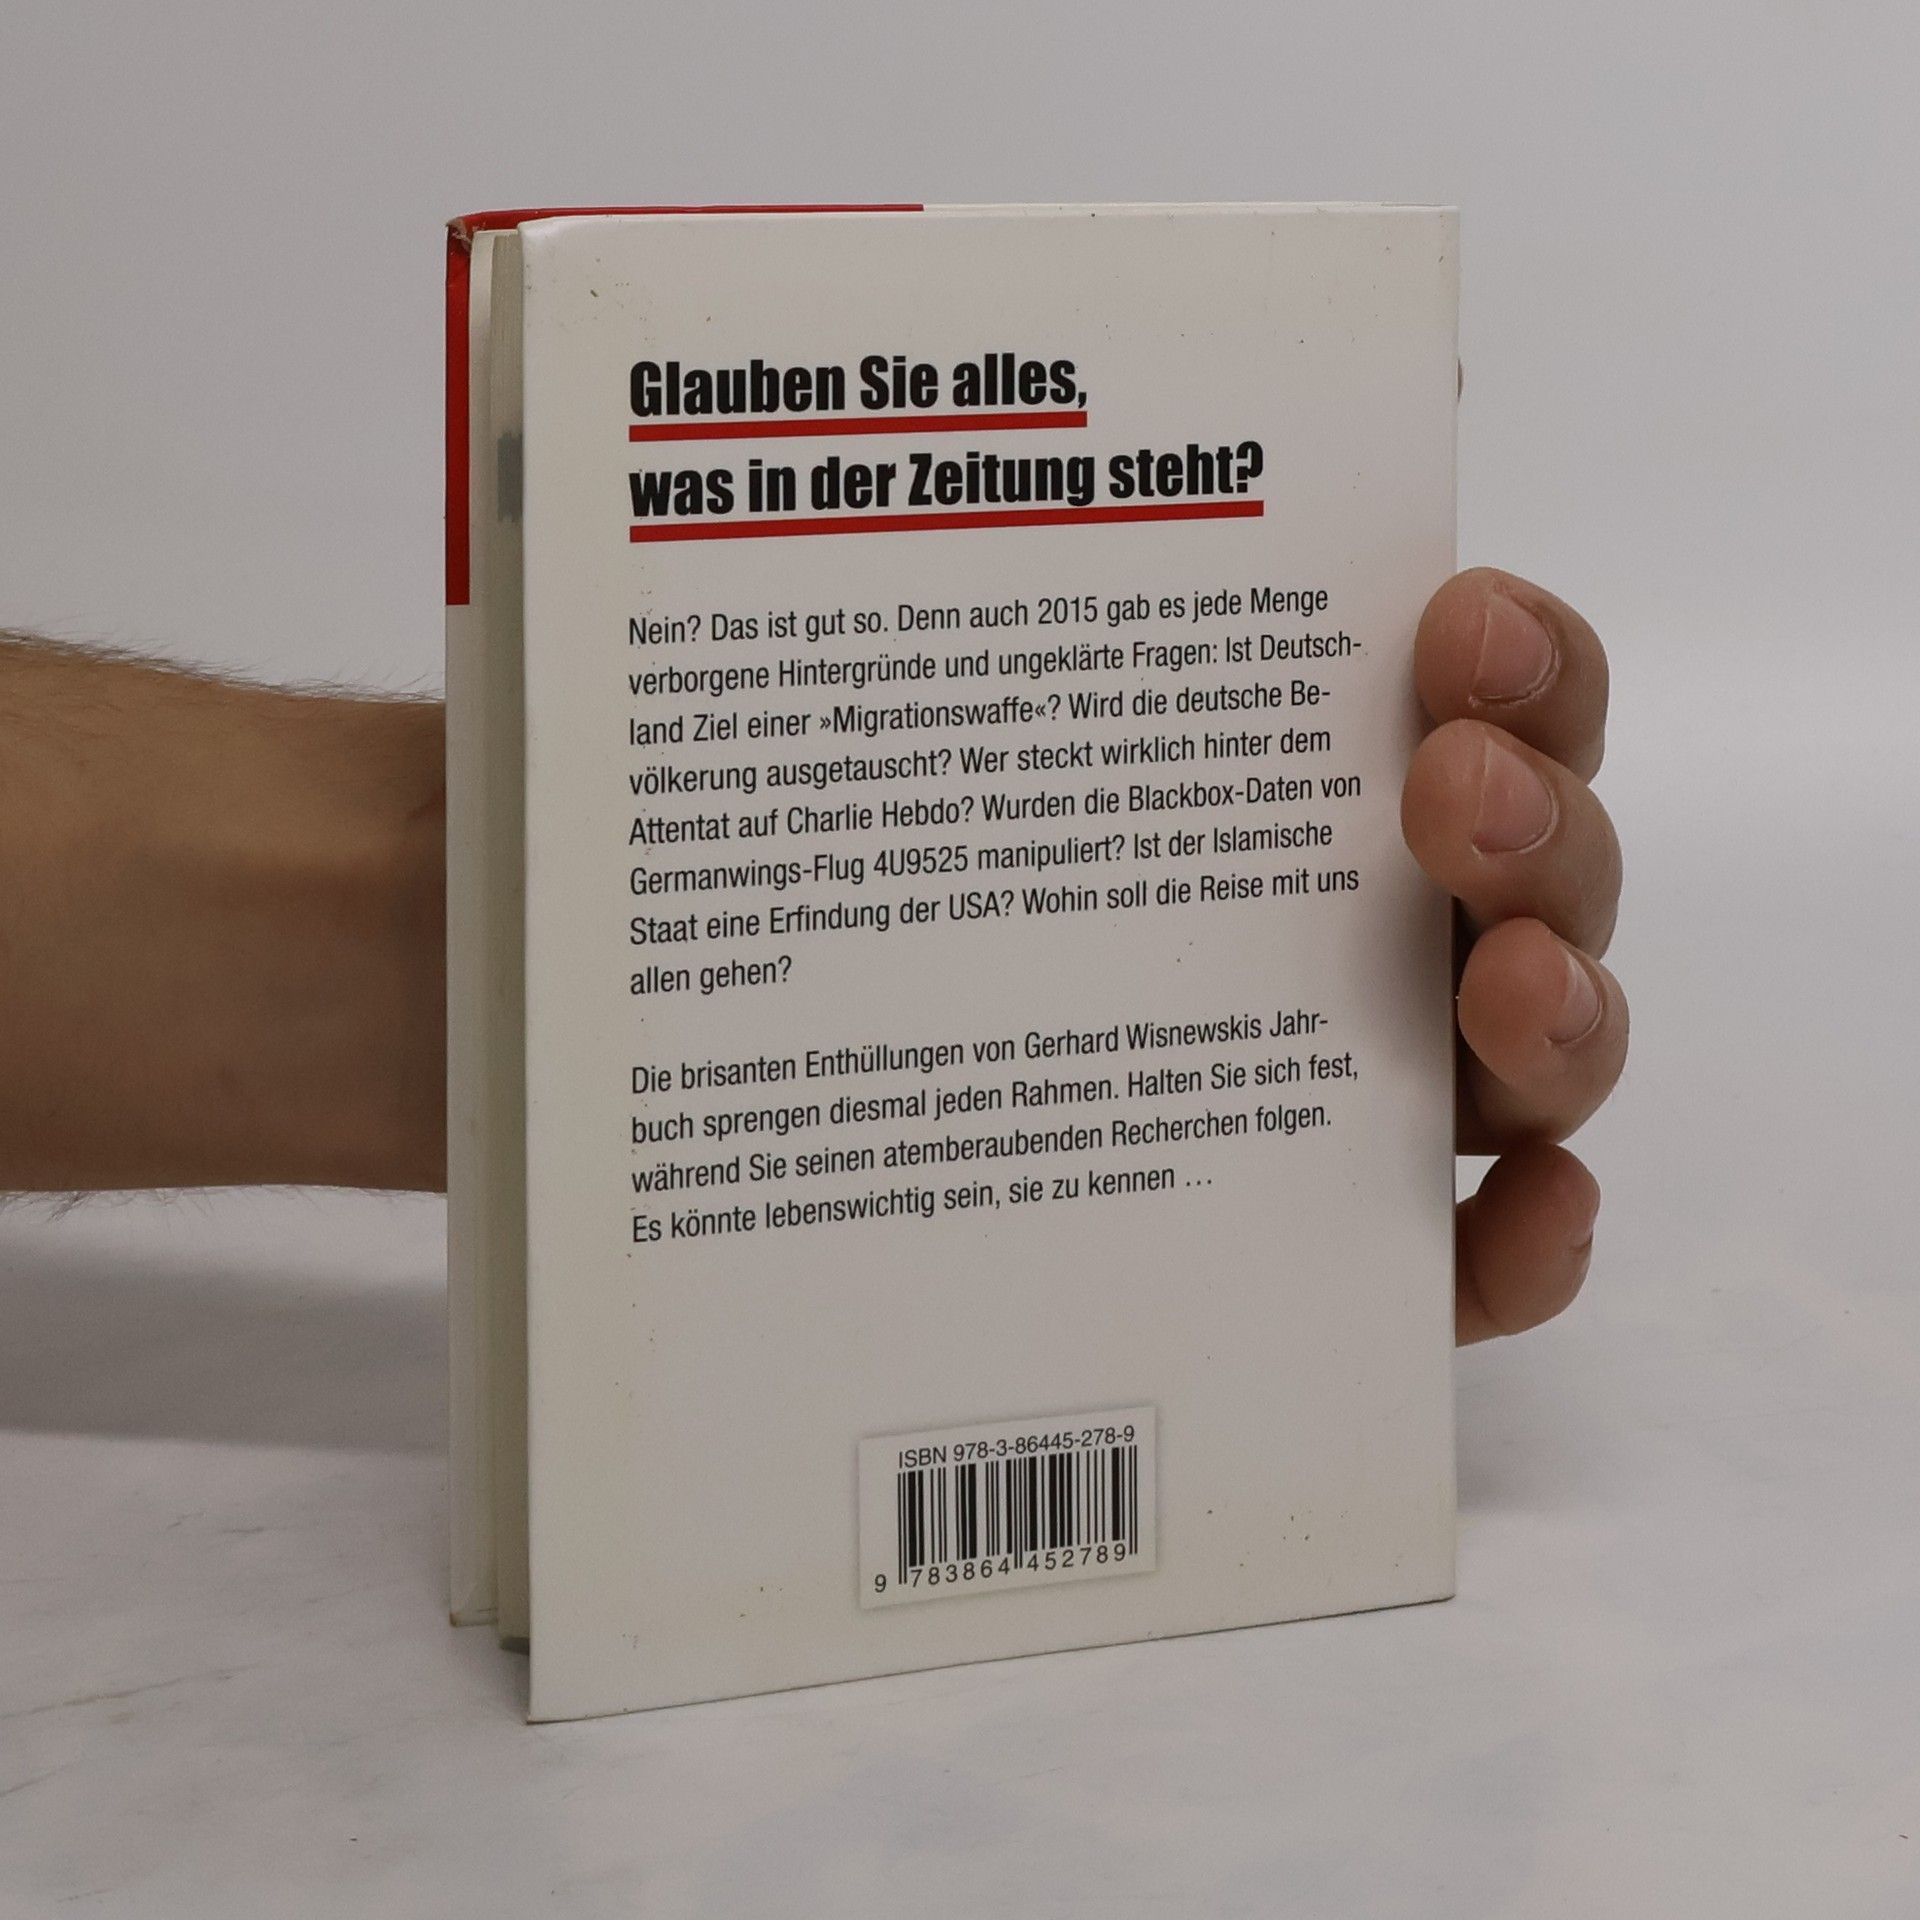 Glauben Sie alles,
was in der Zeitung steht?
Nein? Das ist gut so. Denn auch 2015 gab es jede Menge
verborgene Hintergründe und ungeklärte Fragen: Ist Deutsch-
land Ziel einer »Migrationswaffe«? Wird die deutsche Be-
völkerung ausgetauscht? Wer steckt wirklich hinter dem
Attentat auf Charlie Hebdo? Wurden die Blackbox-Daten von
Germanwings-Flug 4U9525 manipuliert? Ist der Islamische
Staat eine Erfindung der USA? Wohin soll die Reise mit uns
allen gehen?
Die brisanten Enthüllungen von Gerhard Wisnewskis Jahr-
buch sprengen diesmal jeden Rahmen. Halten Sie sich fest,
während Sie seinen atemberaubenden Recherchen folgen.
Es könnte lebenswichtig sein, sie zu kennen ...
ISBN 978-3-86445-278-9
9 783864 452789